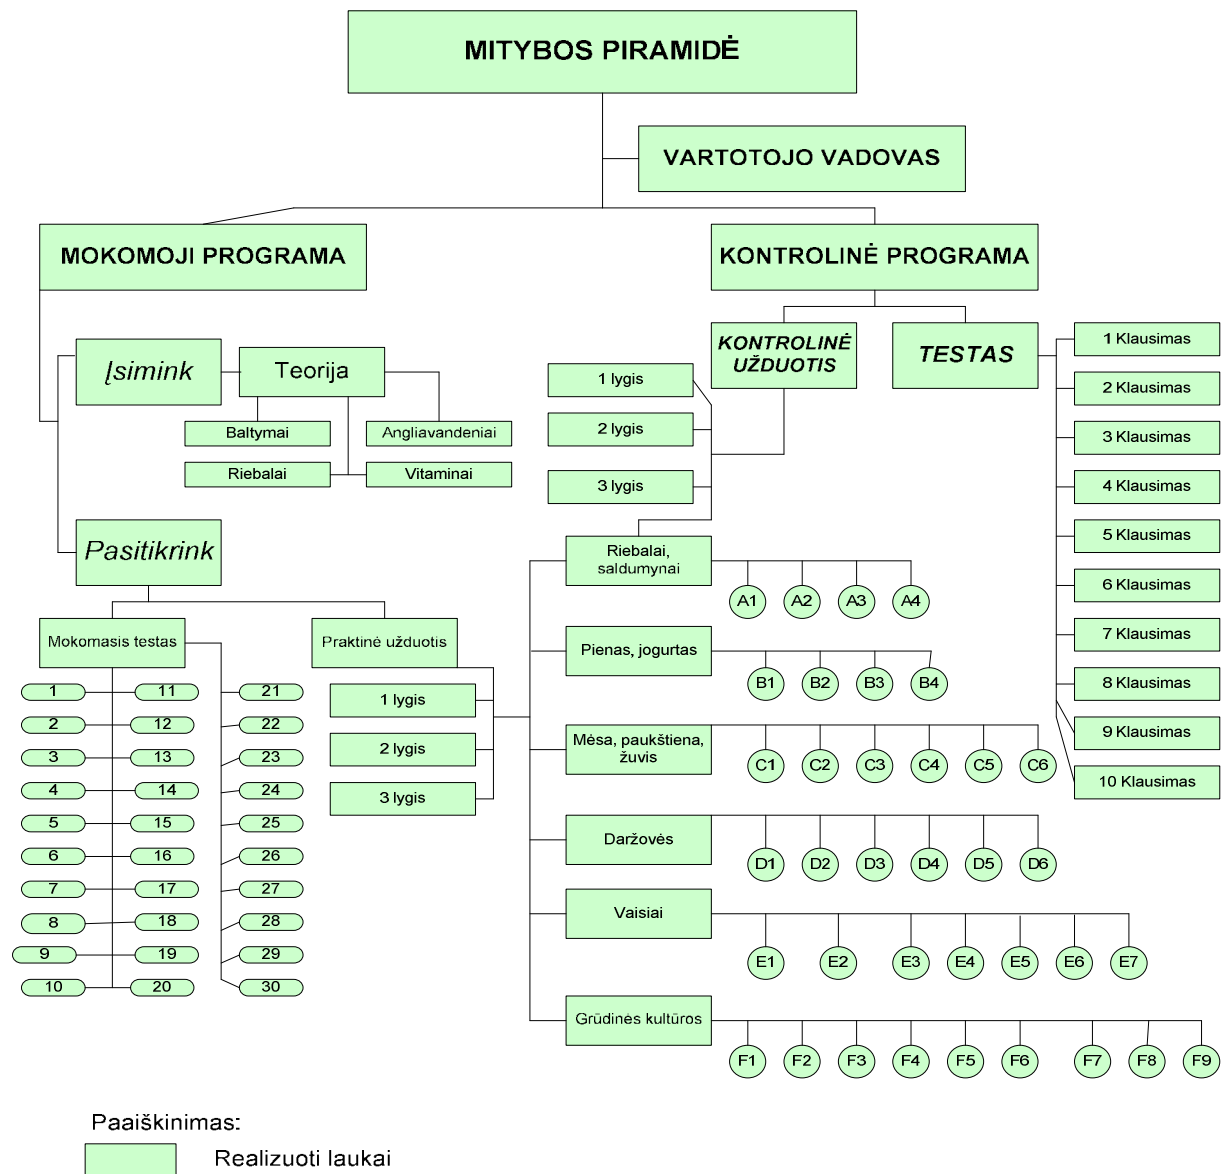 MITYBOS PIRAMIDĖ
VARTOTOJO VADOVAS
MOKOMOJI PROGRAMA
KONTROLINĖ PROGRAMA
Įsimink
Teorija
Baltymai
Angliavandeniai
Riebalai
Vitaminai
Pasitikrink
Mokomasis testas
Praktinė užduotis
1
11
21
2
12
22
3
13
23
4
14
24
5
15
25
6
16
26
7
17
27
8
18
28
9
19
29
10
20
30
1 lygis
2 lygis
3 lygis
KONTROLINĖ
UŽDUOTIS
TESTAS
1 lygis
2 lygis
3 lygis
1 Klausimas
2 Klausimas
3 Klausimas
4 Klausimas
5 Klausimas
6 Klausimas
7 Klausimas
8 Klausimas
9 Klausimas
10 Klausimas
Riebalai,
saldumynai
A1 A2 A3 A4
Pienas, jogurtas
B1 B2 B3 B4
Mėsa, paukštiena,
žuvis
C1 C2 C3 C4 C5 C6
Daržovės
D1 D2 D3 D4 D5 D6
Vaisiai
E1 E2 E3 E4 E5 E6 E7
Grūdinės kultūros
F1 F2 F3 F4 F5 F6 F7 F8 F9
Paaiškinimas:
Realizuoti laukai